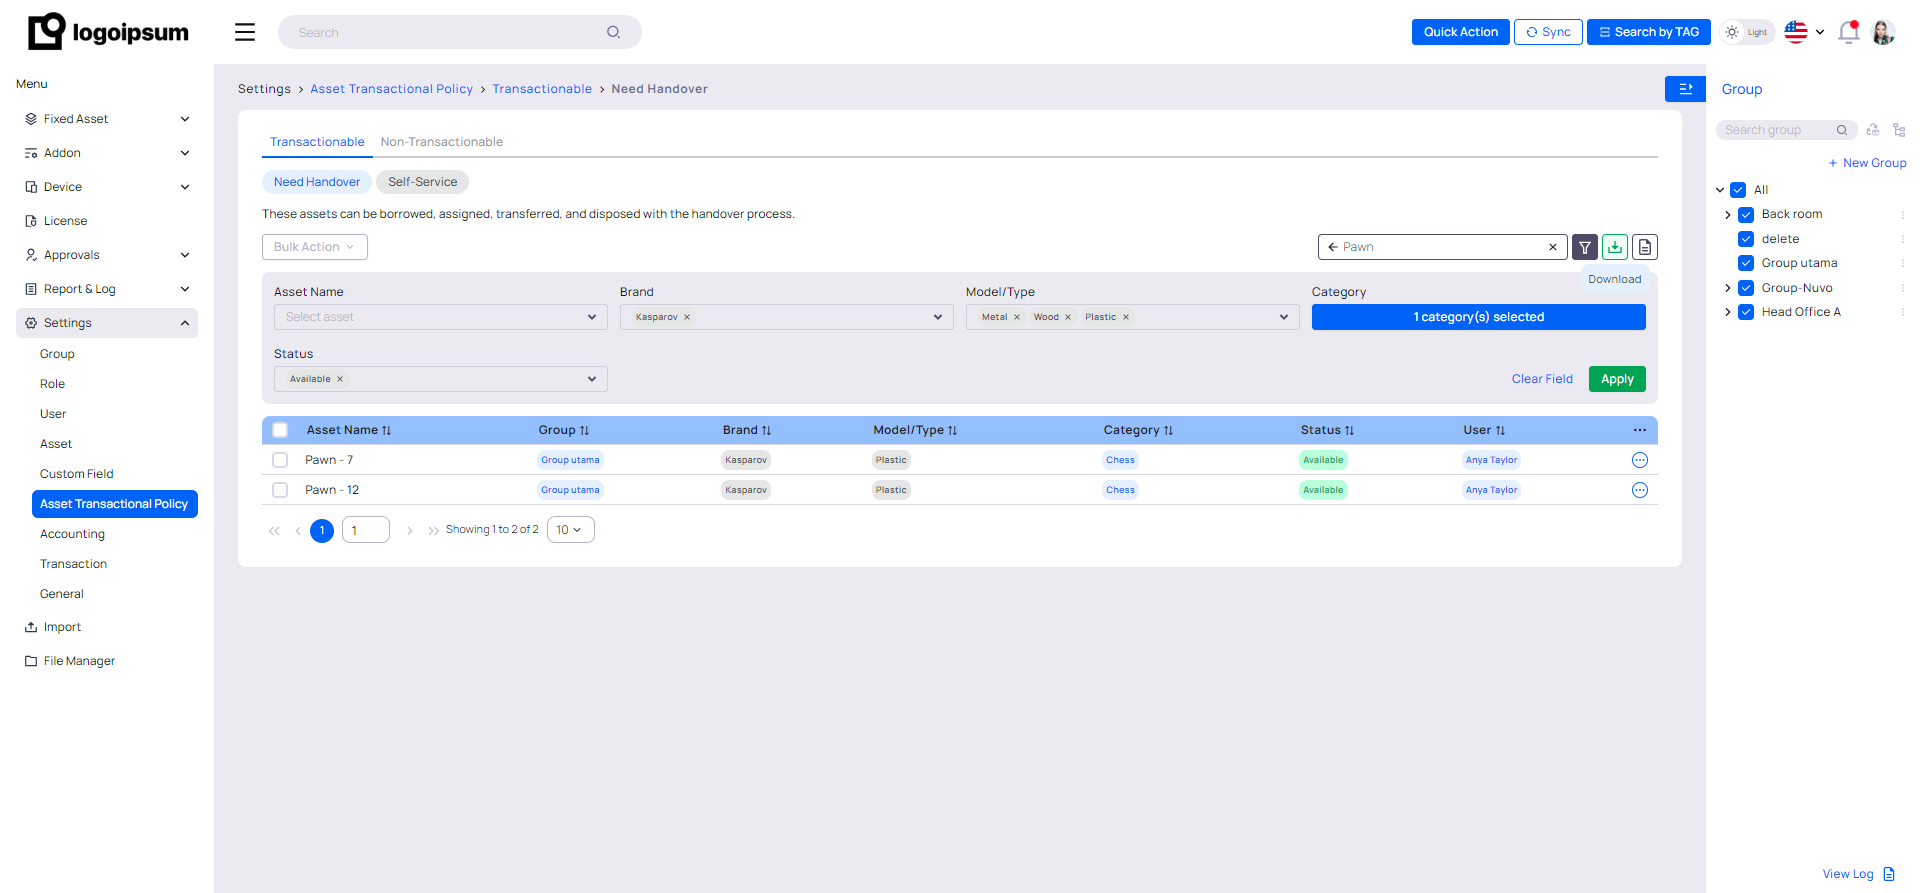 logoipsum
Search
Quick Action
Sync
Search by TAG
Light
Menu
Fixed Asset
Addon
Device
License
Approvals
Report & Log
Settings
Group
Role
User
Asset
Custom Field
Asset Transactional Policy
Accounting
Transaction
General
Import
File Manager
Settings > Asset Transactional Policy > Transactionable > Need Handover
Transactionable Non-Transactionable
Need Handover Self-Service
These assets can be borrowed, assigned, transferred, and disposed with the handover process.
Bulk Action
Pawn
Download
Asset Name Brand Model/Type Category
Select asset Kasparov × Metal × Wood × Plastic × 1 category(s) selected
Status
Available ×
Clear Field Apply
Asset Name Group Brand Model/Type Category Status User
Pawn - 7 Group utama Kasparov Plastic Chess Available Anya Taylor
Pawn - 12 Group utama Kasparov Plastic Chess Available Anya Taylor
1 1 Showing 1 to 2 of 2 10
Group
Search group
+ New Group
All
Back room
delete
Group utama
Group-Nuvo
Head Office A
View Log